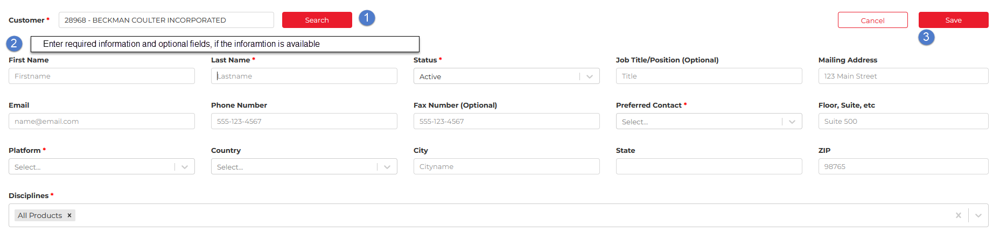 Customer * 28968 - BECKMAN COULTER INCORPORATED Search 1 Cancel Save
2 Enter required information and optional fields, if the inforamtion is available 3
First Name Last Name * Status * Job Title/Position (Optional) Mailing Address
Firstname Lastname Active Title 123 Main Street
Email Phone Number Fax Number (Optional) Preferred Contact * Floor, Suite, etc
name@email.com 555-123-4567 555-123-4567 Select... Suite 500
Platform * Country City State ZIP
Select... Select... Cityname 98765
Disciplines *
All Products x